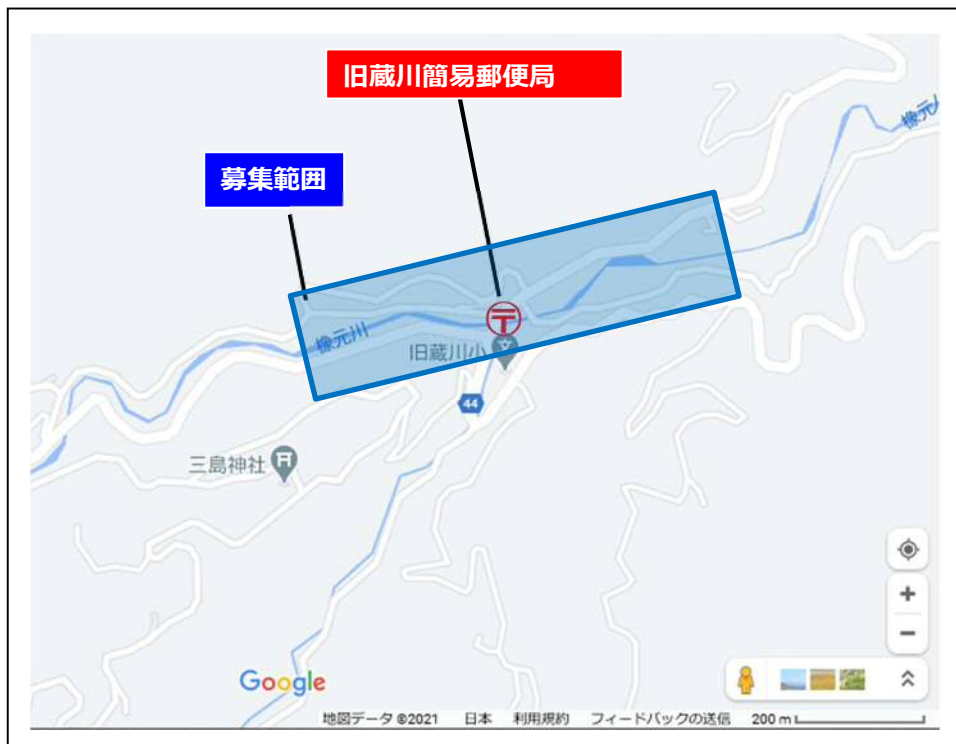 旧蔵川簡易郵便局
募集範囲
橡元川
橡元川
旧蔵川小
44
三島神社
Google
地図データ ©2021 日本 利用規約 フィードバックの送信 200 m